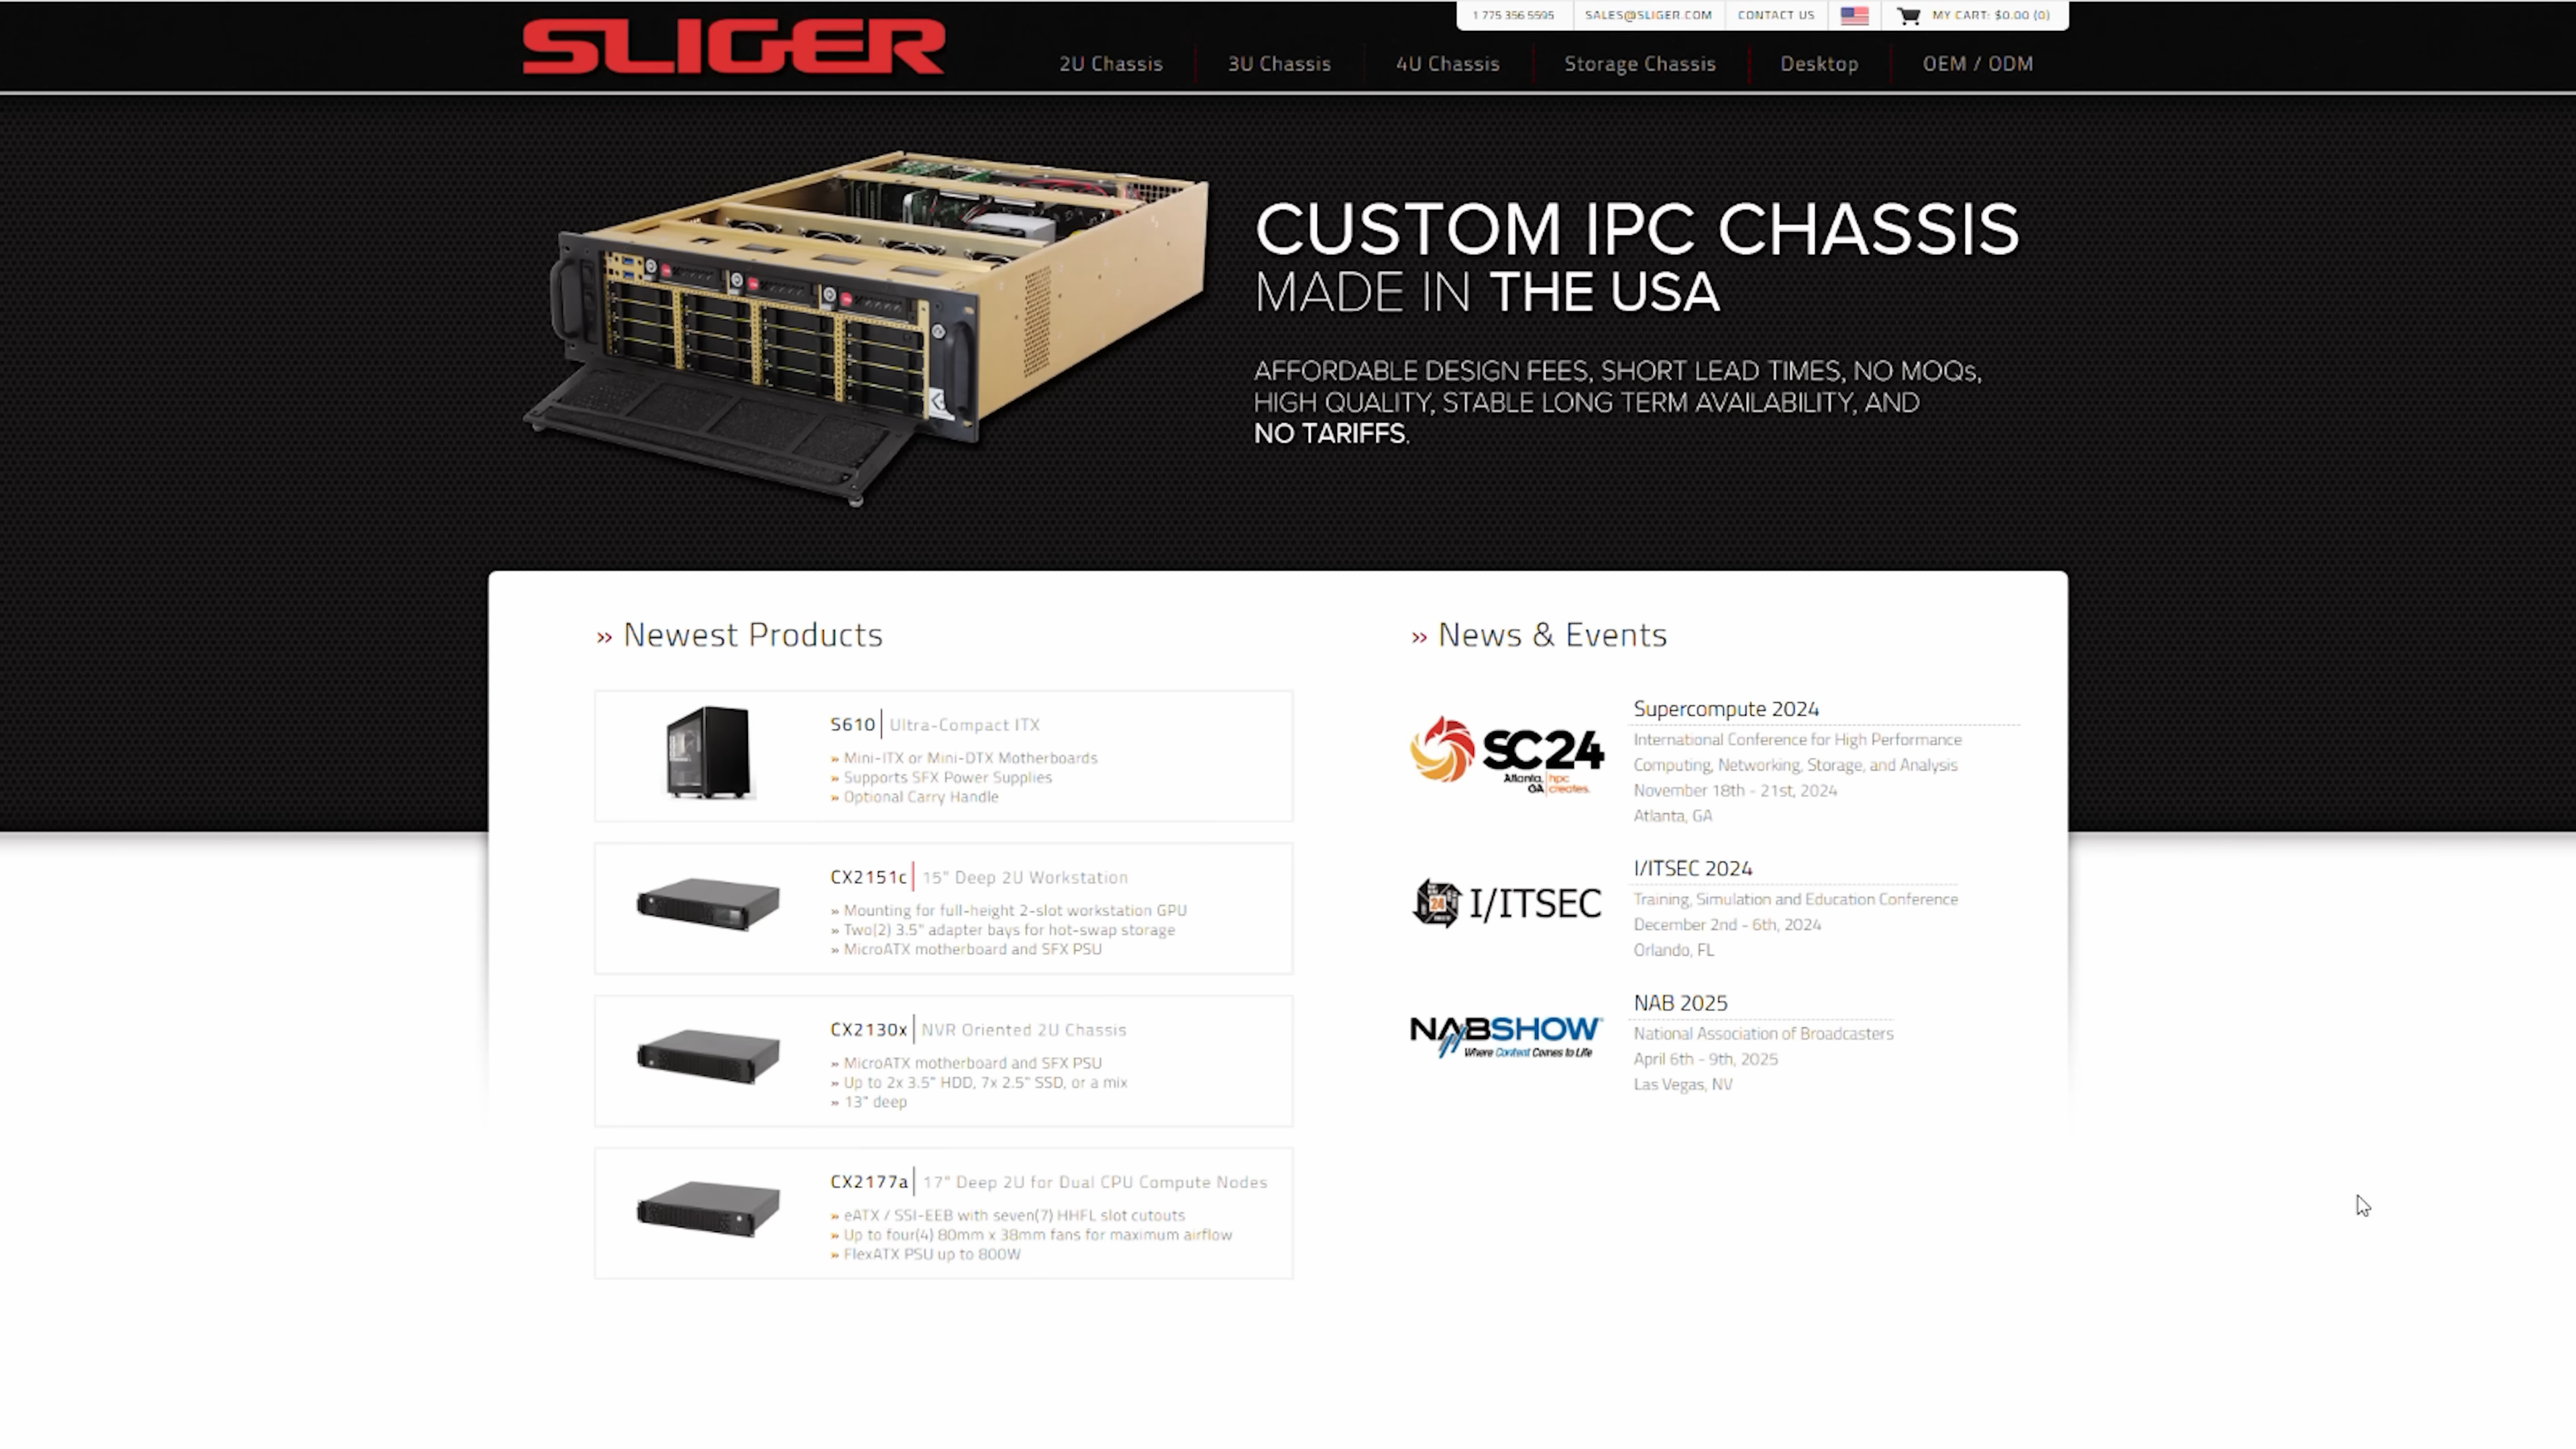 SLIGER
1 775 356 5595
SALES@SLIGER.COM
CONTACT US
MY CART: $0.00 (0)
2U Chassis
3U Chassis
4U Chassis
Storage Chassis
Desktop
OEM / ODM
CUSTOM IPC CHASSIS
MADE IN THE USA
AFFORDABLE DESIGN FEES, SHORT LEAD TIMES, NO MOQs,
HIGH QUALITY, STABLE LONG TERM AVAILABILITY, AND
NO TARIFFS.
» Newest Products
S610 | Ultra-Compact ITX
» Mini-ITX or Mini-DTX Motherboards
» Supports SFX Power Supplies
» Optional Carry Handle
CX2151c | 15" Deep 2U Workstation
» Mounting for full-height 2-slot workstation GPU
» Two(2) 3.5" adapter bays for hot-swap storage
» MicroATX motherboard and SFX PSU
CX2130x | NVR Oriented 2U Chassis
» MicroATX motherboard and SFX PSU
» Up to 2x 3.5" HDD, 7x 2.5" SSD, or a mix
» 13" deep
CX2177a | 17" Deep 2U for Dual CPU Compute Nodes
» eATX / SSI-EEB with seven(7) HHFL slot cutouts
» Up to four(4) 80mm x 38mm fans for maximum airflow
» FlexATX PSU up to 800W
» News & Events
SC24
Atlanta, hpc
GA creates.
Supercompute 2024
International Conference for High Performance
Computing, Networking, Storage, and Analysis
November 18th - 21st, 2024
Atlanta, GA
24
I/ITSEC
I/ITSEC 2024
Training, Simulation and Education Conference
December 2nd - 6th, 2024
Orlando, FL
NABSHOW
Where Content Comes to Life
NAB 2025
National Association of Broadcasters
April 6th - 9th, 2025
Las Vegas, NV